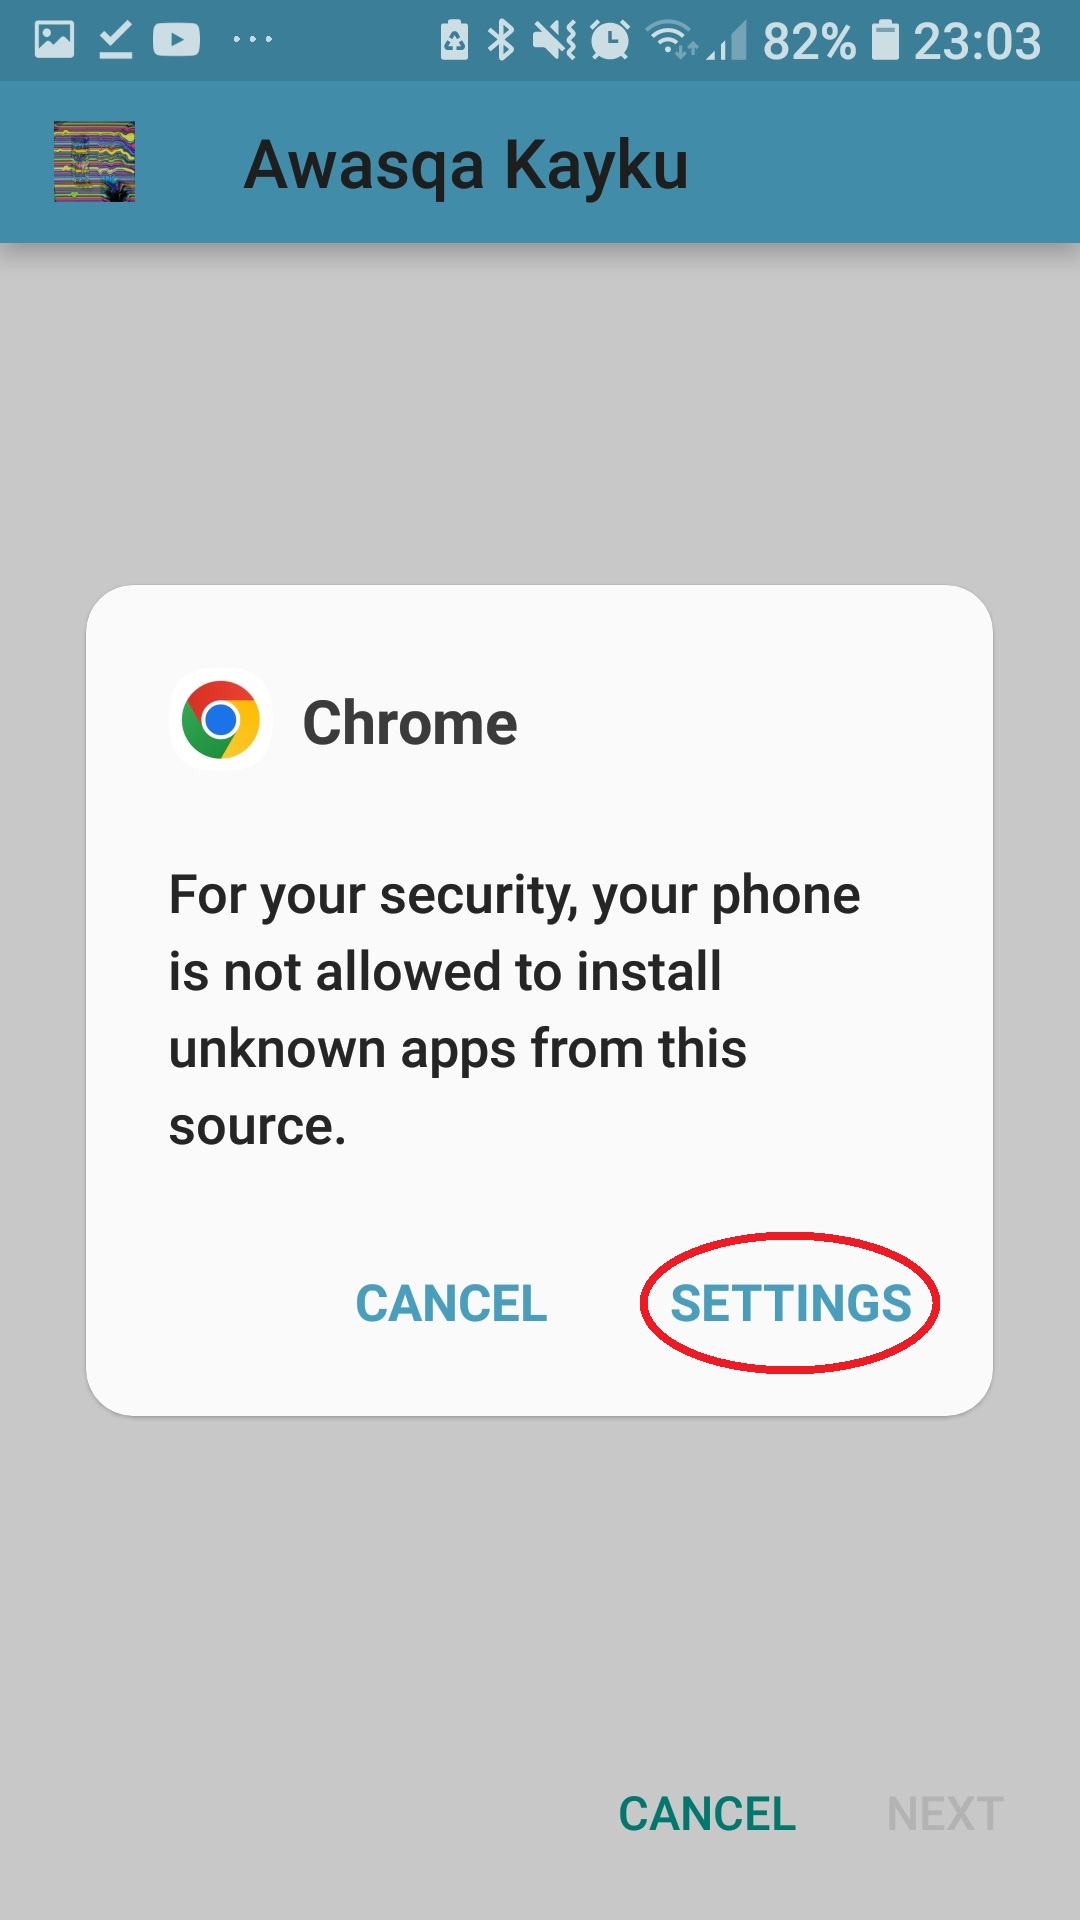 82% 23:03
Awasqa Kayku
Chrome
For your security, your phone
is not allowed to install
unknown apps from this
source.
CANCEL SETTINGS
CANCEL NEXT